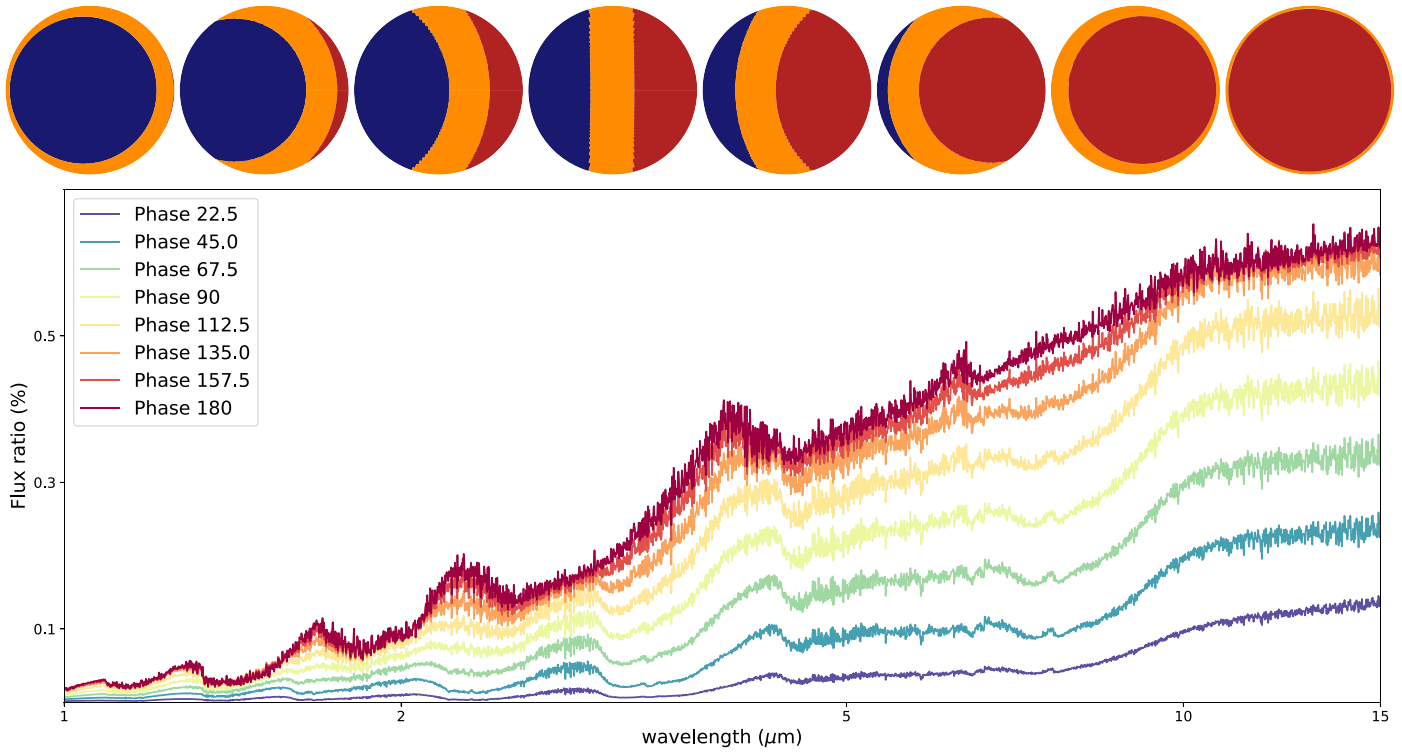 Phase 22.5
Phase 45.0
Phase 67.5
Phase 90
Phase 112.5
Phase 135.0
Phase 157.5
Phase 180
Flux ratio (%)
0.5
0.3
0.1
1 2 5 10 15
wavelength (μm)